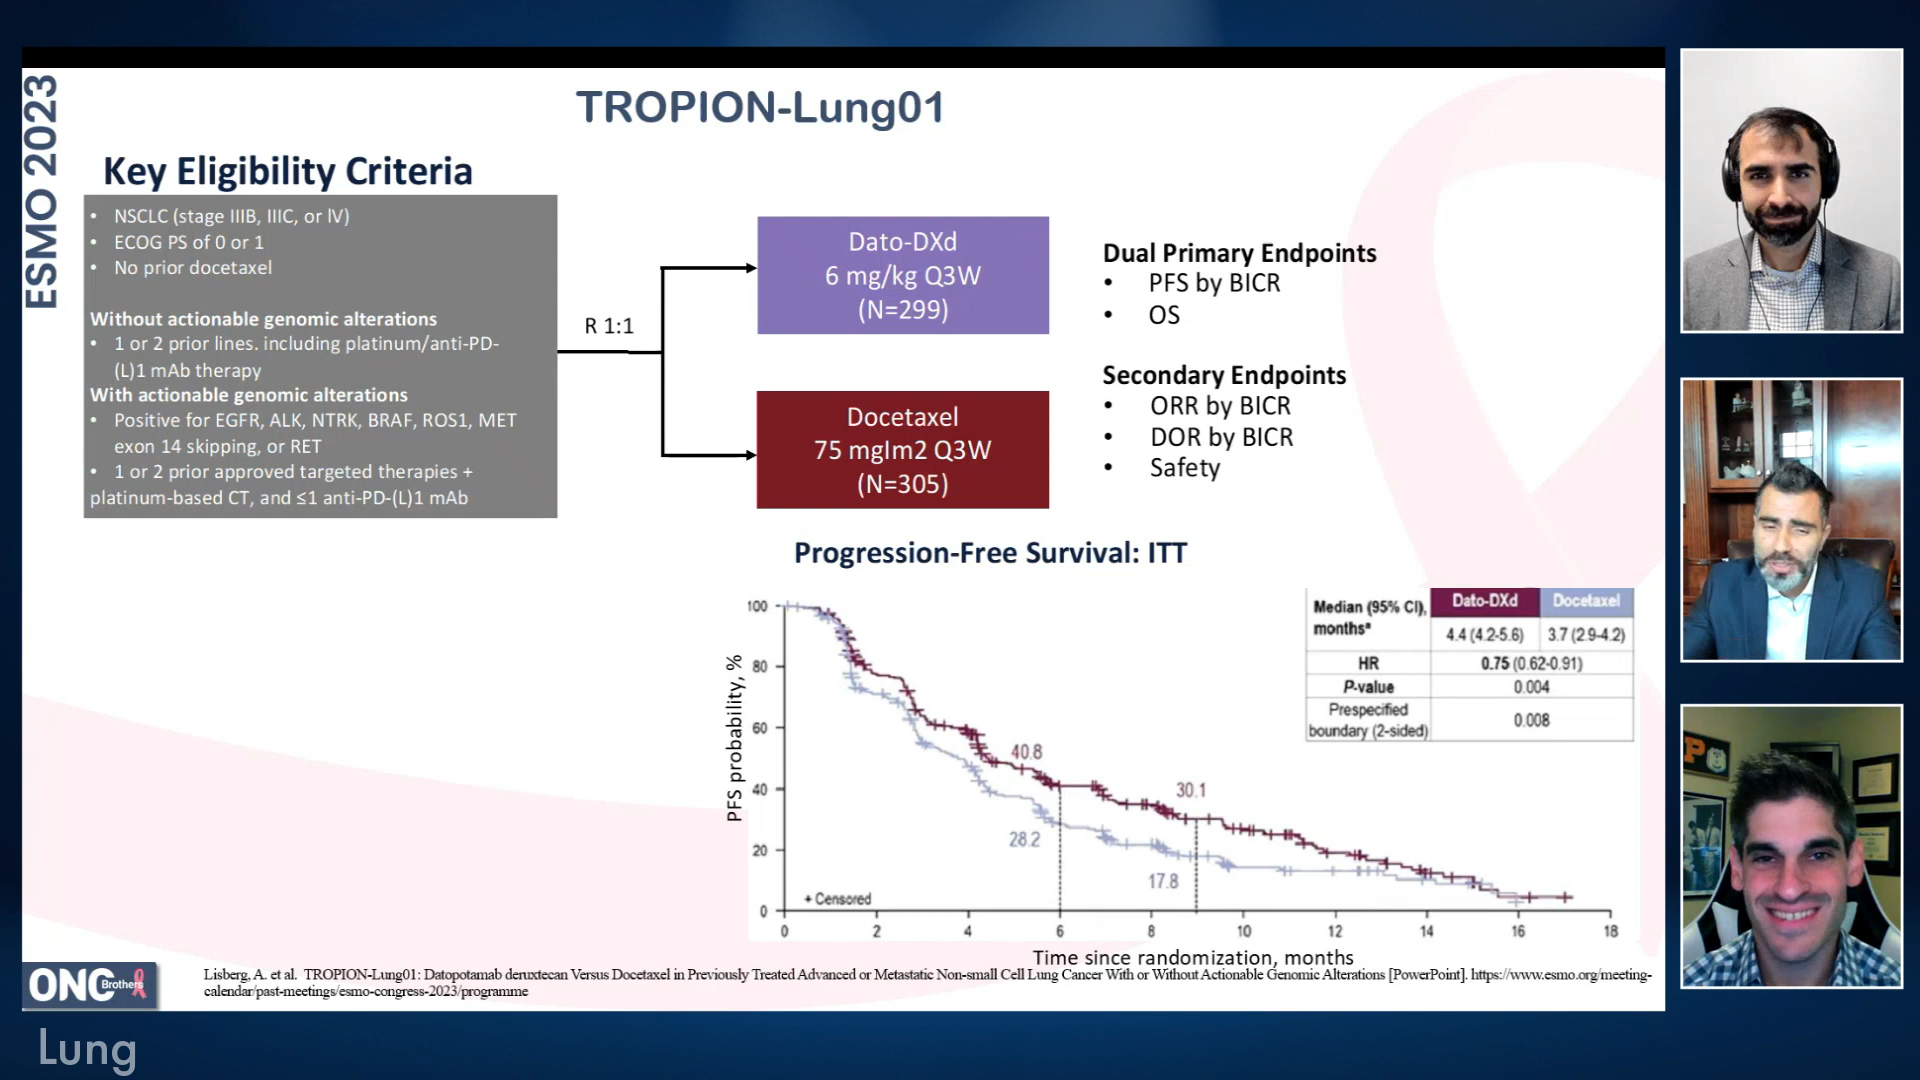 ESMO 2023
TROPION-Lung01
Key Eligibility Criteria
• NSCLC (stage IIIB, IIIC, or lV)
• ECOG PS of 0 or 1
• No prior docetaxel
Without actionable genomic alterations
• 1 or 2 prior lines. including platinum/anti-PD-
(L)1 mAb therapy
With actionable genomic alterations
• Positive for EGFR, ALK, NTRK, BRAF, ROS1, MET
exon 14 skipping, or RET
• 1 or 2 prior approved targeted therapies +
platinum-based CT, and ≤1 anti-PD-(L)1 mAb
R 1:1
Dato-DXd
6 mg/kg Q3W
(N=299)
Docetaxel
75 mgIm2 Q3W
(N=305)
Dual Primary Endpoints
• PFS by BICR
• OS
Secondary Endpoints
• ORR by BICR
• DOR by BICR
• Safety
Progression-Free Survival: ITT
Median (95% CI),
monthsᵃ
Dato-DXd Docetaxel
4.4 (4.2-5.6) 3.7 (2.9-4.2)
HR 0.75 (0.62-0.91)
P-value 0.004
Prespecified
boundary (2-sided) 0.008
PFS probability, %
100
80
60
40
20
0
40.8
30.1
28.2
17.8
+ Censored
0 2 4 6 8 10 12 14 16 18
Time since randomization, months
Lisberg, A. et al. TROPION-Lung01: Datopotamab deruxtecan Versus Docetaxel in Previously Treated Advanced or Metastatic Non-small Cell Lung Cancer With or Without Actionable Genomic Alterations [PowerPoint]. https://www.esmo.org/meeting-
calendar/past-meetings/esmo-congress-2023/programme
ONC Brothers
Lung
P